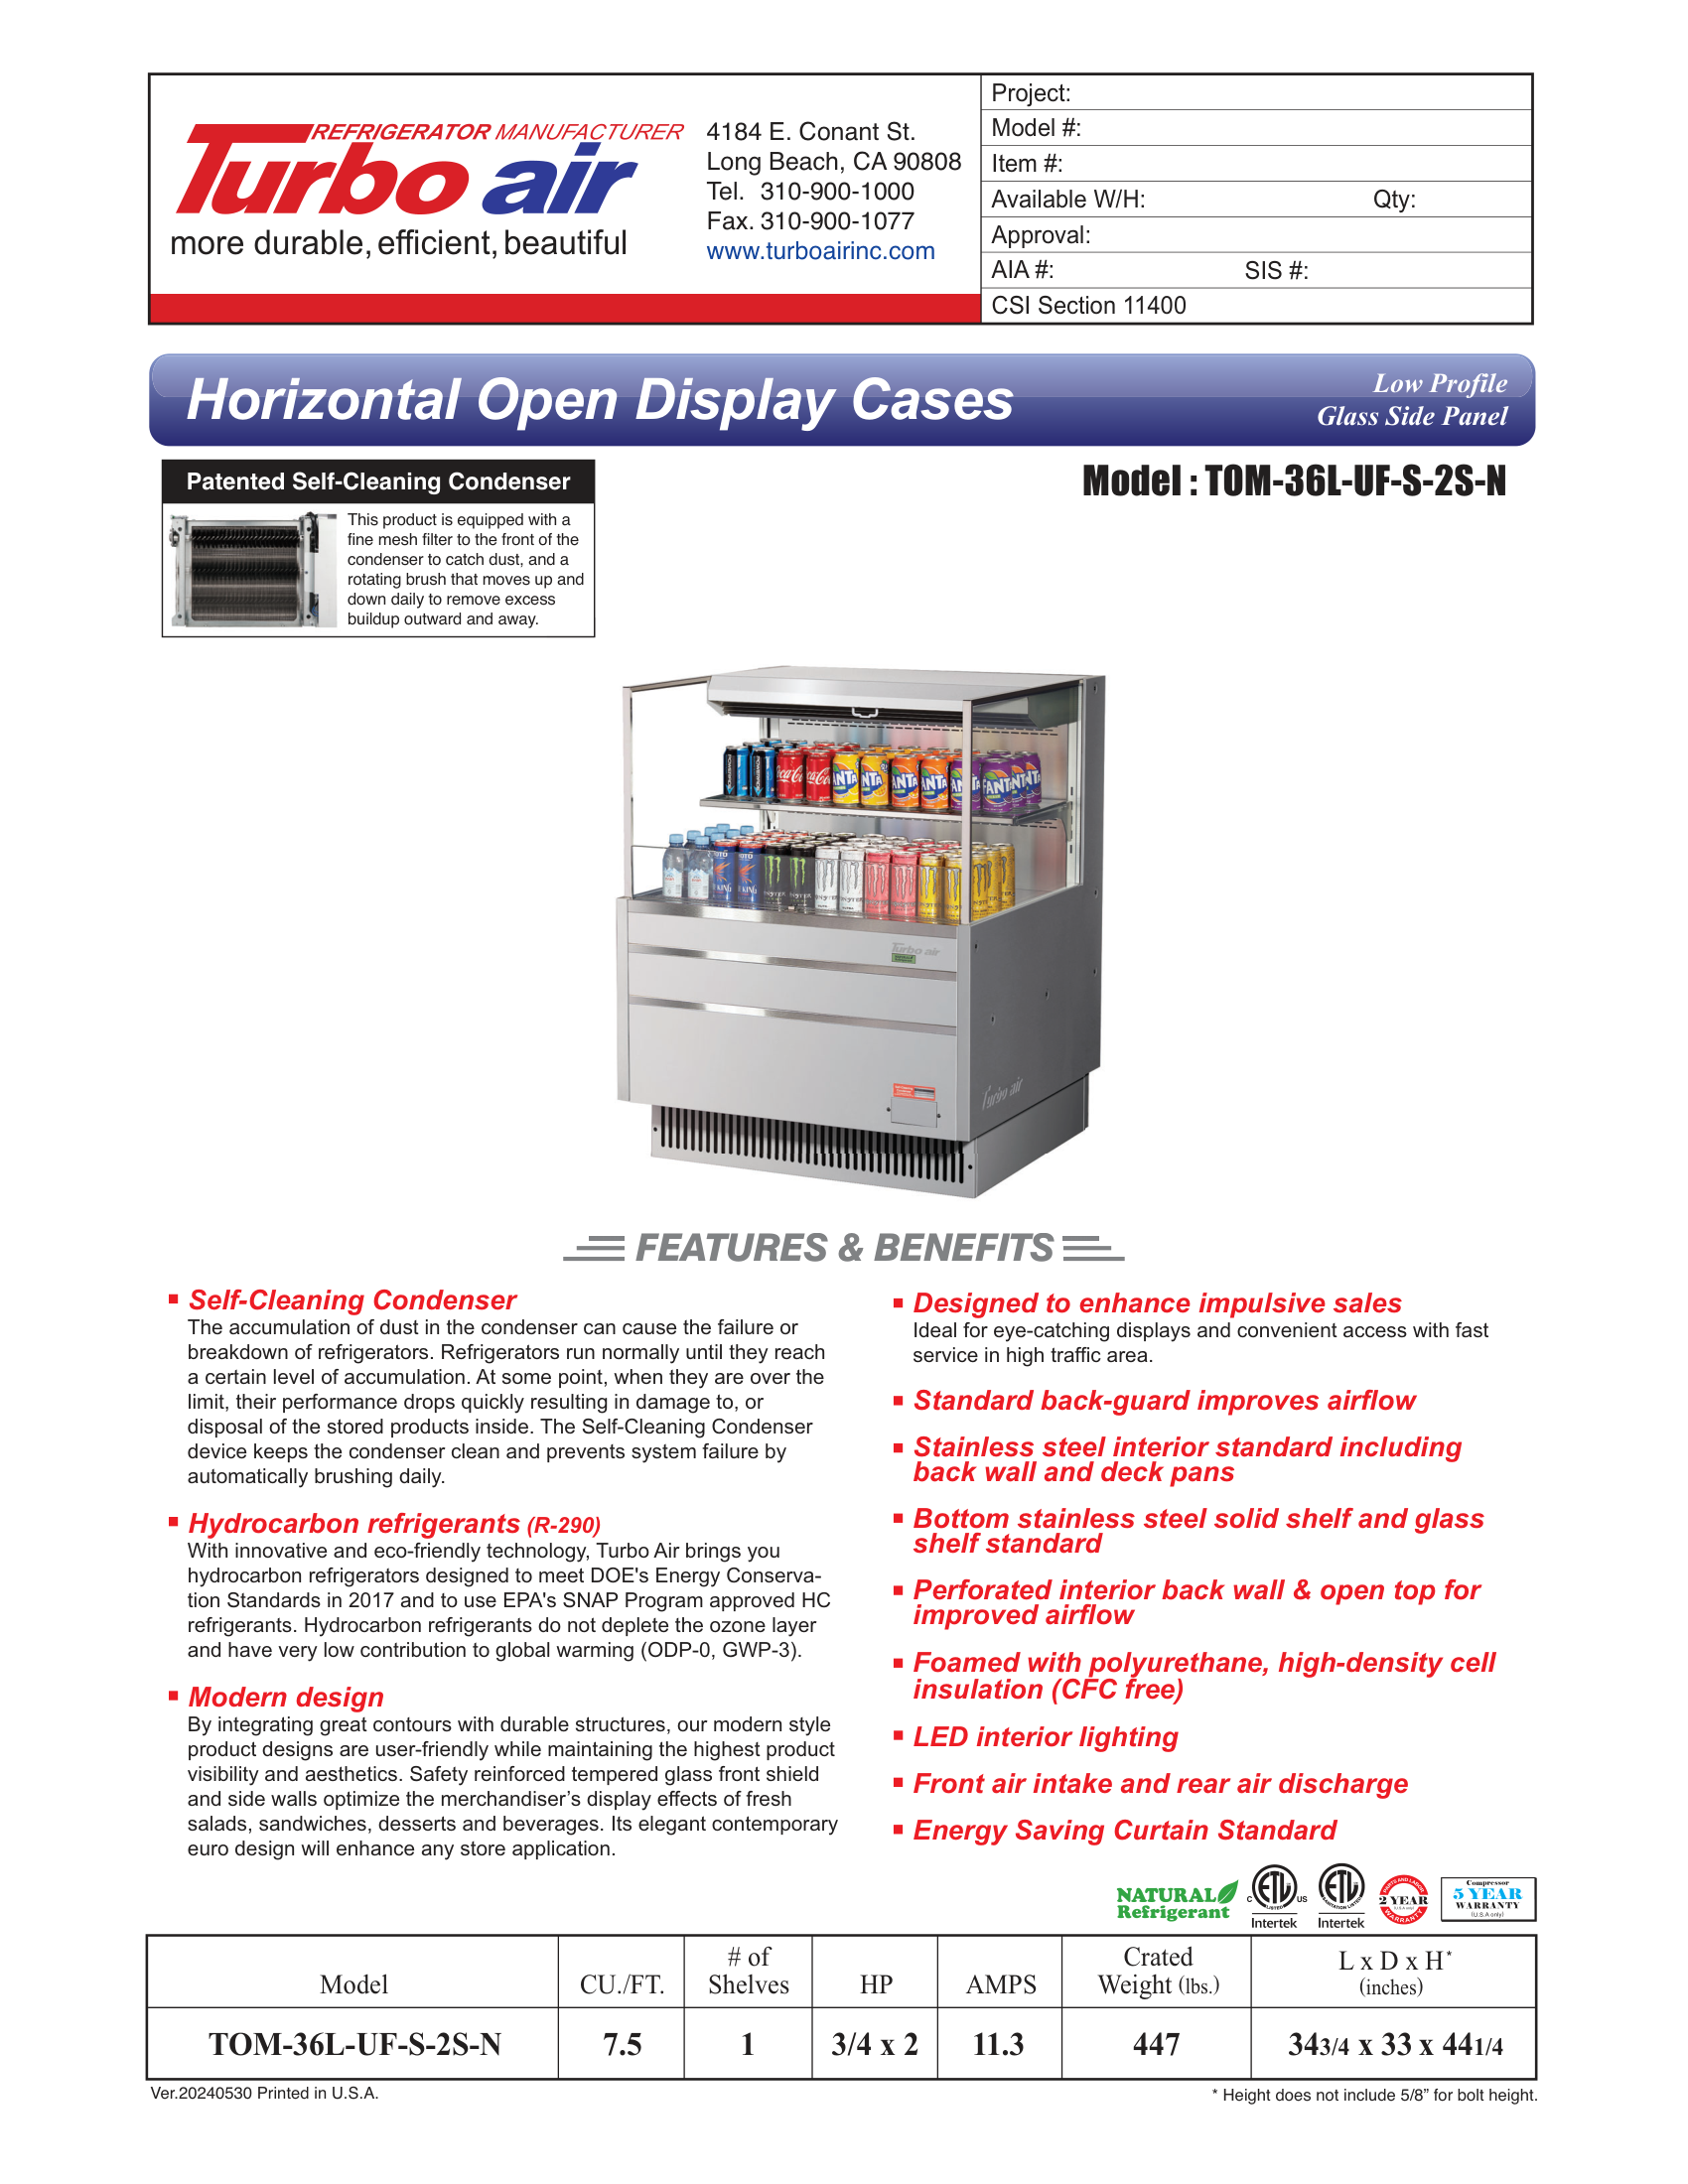 REFRIGERATOR MANUFACTURER
Turbo air
more durable, efficient, beautiful
4184 E. Conant St.
Long Beach, CA 90808
Tel. 310-900-1000
Fax. 310-900-1077
www.turboairinc.com
Project:
Model #:
Item #:
Available W/H: Qty:
Approval:
AIA #: SIS #:
CSI Section 11400
Horizontal Open Display Cases
Low Profile
Glass Side Panel
Patented Self-Cleaning Condenser
This product is equipped with a
fine mesh filter to the front of the
condenser to catch dust, and a
rotating brush that moves up and
down daily to remove excess
buildup outward and away.
Model : TOM-36L-UF-S-2S-N
Turbo air
Turbo air
FEATURES & BENEFITS
Self-Cleaning Condenser
The accumulation of dust in the condenser can cause the failure or
breakdown of refrigerators. Refrigerators run normally until they reach
a certain level of accumulation. At some point, when they are over the
limit, their performance drops quickly resulting in damage to, or
disposal of the stored products inside. The Self-Cleaning Condenser
device keeps the condenser clean and prevents system failure by
automatically brushing daily.
Hydrocarbon refrigerants (R-290)
With innovative and eco-friendly technology, Turbo Air brings you
hydrocarbon refrigerators designed to meet DOE's Energy Conserva-
tion Standards in 2017 and to use EPA's SNAP Program approved HC
refrigerants. Hydrocarbon refrigerants do not deplete the ozone layer
and have very low contribution to global warming (ODP-0, GWP-3).
Modern design
By integrating great contours with durable structures, our modern style
product designs are user-friendly while maintaining the highest product
visibility and aesthetics. Safety reinforced tempered glass front shield
and side walls optimize the merchandiser’s display effects of fresh
salads, sandwiches, desserts and beverages. Its elegant contemporary
euro design will enhance any store application.
Designed to enhance impulsive sales
Ideal for eye-catching displays and convenient access with fast
service in high traffic area.
Standard back-guard improves airflow
Stainless steel interior standard including
back wall and deck pans
Bottom stainless steel solid shelf and glass
shelf standard
Perforated interior back wall & open top for
improved airflow
Foamed with polyurethane, high-density cell
insulation (CFC free)
LED interior lighting
Front air intake and rear air discharge
Energy Saving Curtain Standard
NATURAL
Refrigerant
C ETL US
LISTED
Intertek
ETL
SANITATION LISTED
Intertek
PARTS AND LABOR
2 YEAR
(U.S.A only)
WARRANTY
Compressor
5 YEAR
WARRANTY
(U.S.A only)
Model CU./FT. # of Shelves HP AMPS Crated Weight (lbs.) L x D x H* (inches)
TOM-36L-UF-S-2S-N 7.5 1 3/4 x 2 11.3 447 34 3/4 x 33 x 44 1/4
Ver.20240530 Printed in U.S.A.
* Height does not include 5/8” for bolt height.